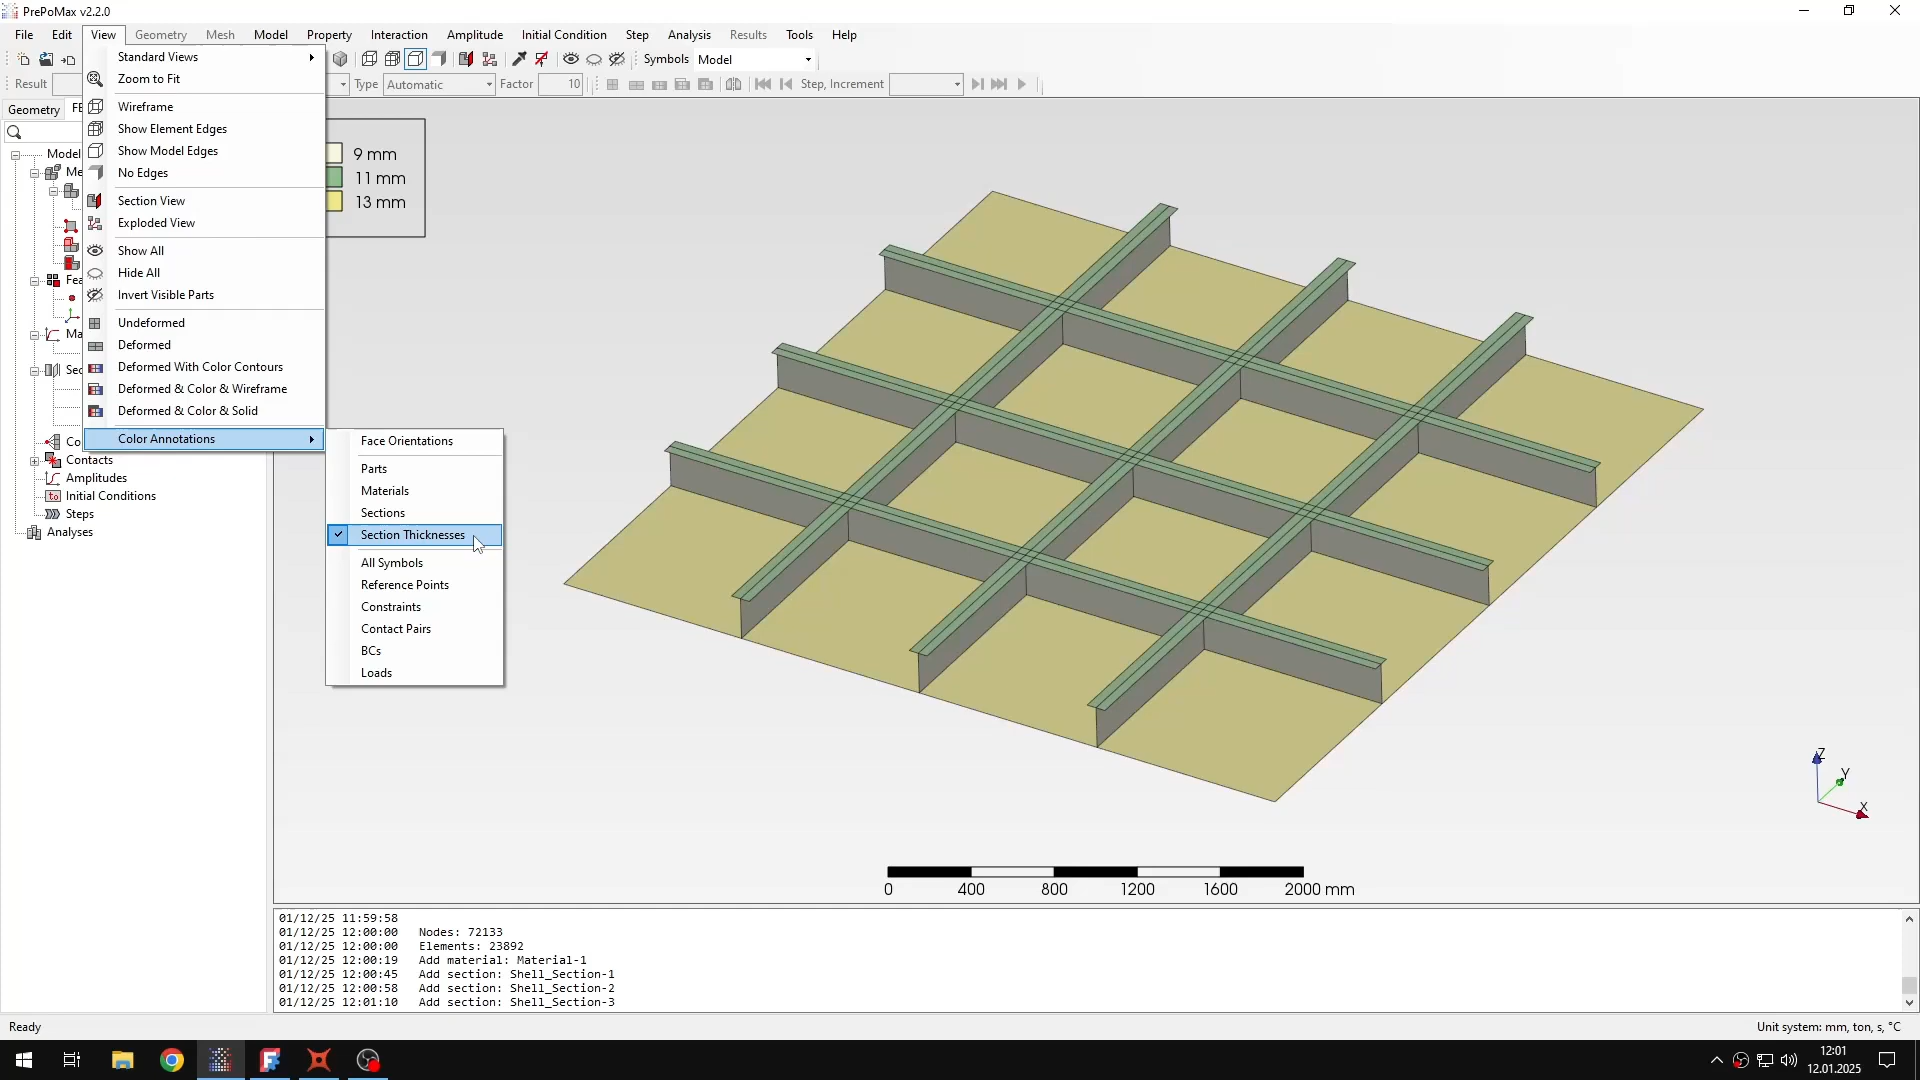 PrePoMax v2.2.0
File Edit View Geometry Mesh Model Property Interaction Amplitude Initial Condition Step Analysis Results Tools Help
Symbols Model
Result Type Automatic Factor 10 Step, Increment
Geometry FE
Standard Views
Zoom to Fit
Wireframe
Show Element Edges
Show Model Edges
No Edges
Section View
Exploded View
Show All
Hide All
Invert Visible Parts
Undeformed
Deformed
Deformed With Color Contours
Deformed & Color & Wireframe
Deformed & Color & Solid
Color Annotations
Face Orientations
Parts
Materials
Sections
Section Thicknesses
All Symbols
Reference Points
Constraints
Contact Pairs
BCs
Loads
Model
Me
Fea
Ma
Sec
Co
Contacts
Amplitudes
Initial Conditions
Steps
Analyses
9 mm
11 mm
13 mm
Z
Y
X
0 400 800 1200 1600 2000 mm
01/12/25 11:59:58
01/12/25 12:00:00 Nodes: 72133
01/12/25 12:00:00 Elements: 23892
01/12/25 12:00:19 Add material: Material-1
01/12/25 12:00:45 Add section: Shell_Section-1
01/12/25 12:00:58 Add section: Shell_Section-2
01/12/25 12:01:10 Add section: Shell_Section-3
Ready
Unit system: mm, ton, s, °C
12:01
12.01.2025